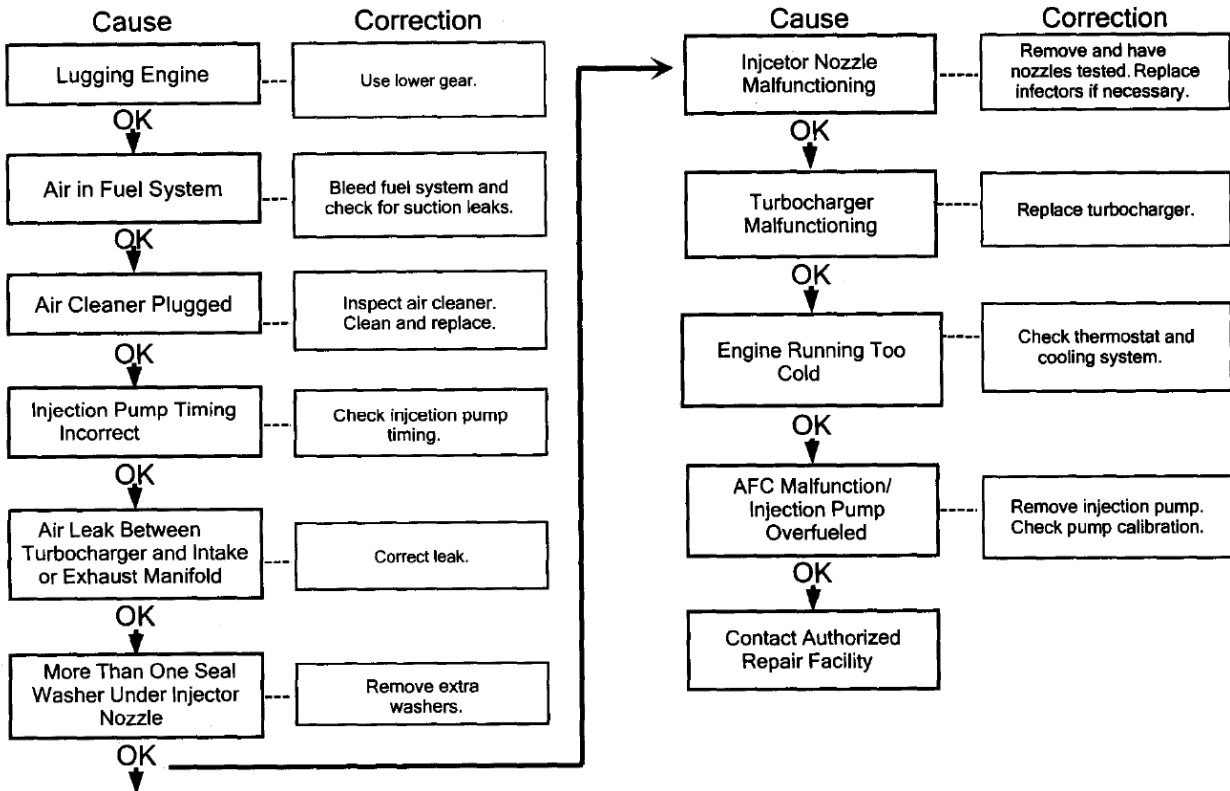 Cause
Correction
Lugging Engine
Use lower gear.
OK
Air in Fuel System
Bleed fuel system and
check for suction leaks.
OK
Air Cleaner Plugged
Inspect air cleaner.
Clean and replace.
OK
Injection Pump Timing
Incorrect
Check injcetion pump
timing.
OK
Air Leak Between
Turbocharger and Intake
or Exhaust Manifold
Correct leak.
OK
More Than One Seal
Washer Under Injector
Nozzle
Remove extra
washers.
OK
Cause
Correction
Injcetor Nozzle
Malfunctioning
Remove and have
nozzles tested. Replace
infectors if necessary.
OK
Turbocharger
Malfunctioning
Replace turbocharger.
OK
Engine Running Too
Cold
Check thermostat and
cooling system.
OK
AFC Malfunction/
Injection Pump
Overfueled
Remove injection pump.
Check pump calibration.
OK
Contact Authorized
Repair Facility